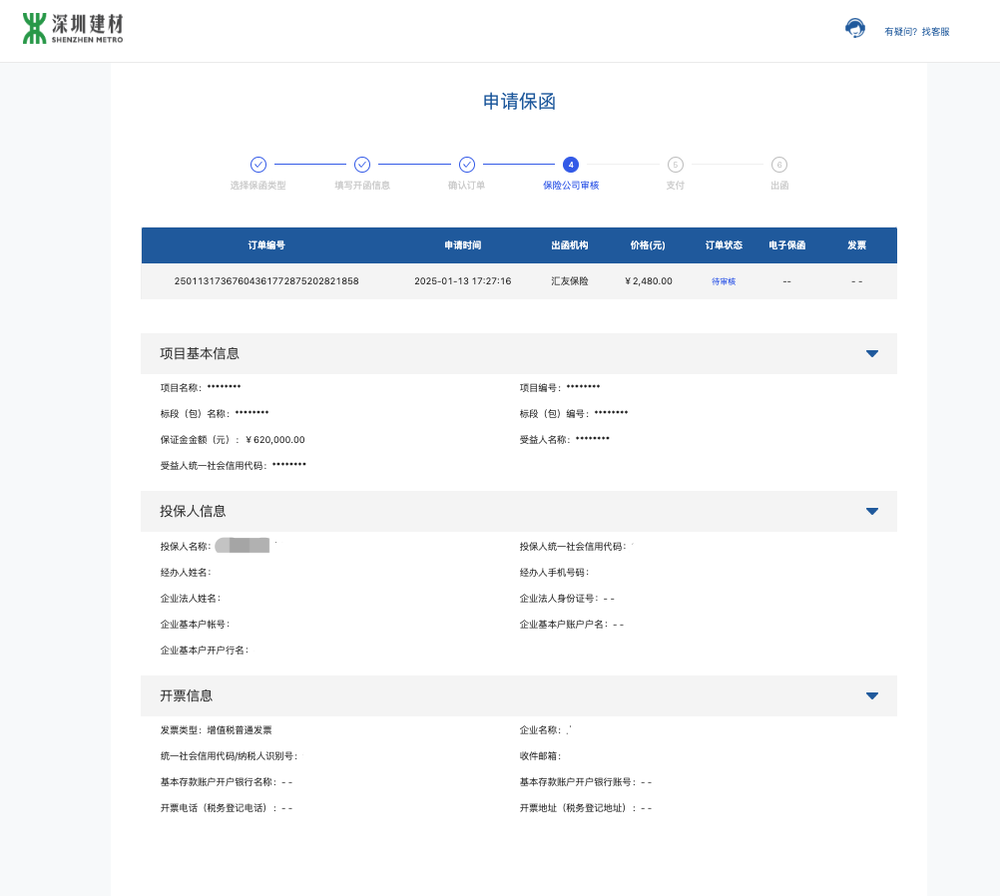 深圳建材
SHENZHEN METRO
有疑问? 找客服
申请保函
4 5 6
选择保函类型 填写开函信息 确认订单 保险公司审核 支付 出函
订单编号 申请时间 出函机构 价格(元) 订单状态 电子保函 发票
25011317367604361772875202821858 2025-01-13 17:27:16 汇友保险 ¥ 2,480.00 待审核 -- - -
项目基本信息
项目名称: ******** 项目编号: ********
标段（包）名称: ******** 标段（包）编号: ********
保证金金额（元）: ¥ 620,000.00 受益人名称: ********
受益人统一社会信用代码: ********
投保人信息
投保人名称: 投保人统一社会信用代码:
经办人姓名: 经办人手机号码:
企业法人姓名: 企业法人身份证号: - -
企业基本户帐号: 企业基本户账户户名: - -
企业基本户开户行名:
开票信息
发票类型: 增值税普通发票 企业名称:
统一社会信用代码/纳税人识别号: 收件邮箱:
基本存款账户开户银行名称: - - 基本存款账户开户银行账号: - -
开票电话（税务登记电话）: - - 开票地址（税务登记地址）: - -